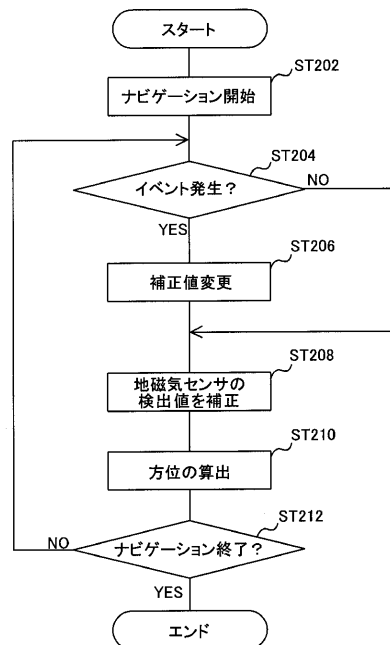 スタート
ST202
ナビゲーション開始
ST204
イベント発生？
NO
YES
ST206
補正値変更
ST208
地磁気センサの
検出値を補正
ST210
方位の算出
ST212
ナビゲーション終了？
NO
YES
エンド